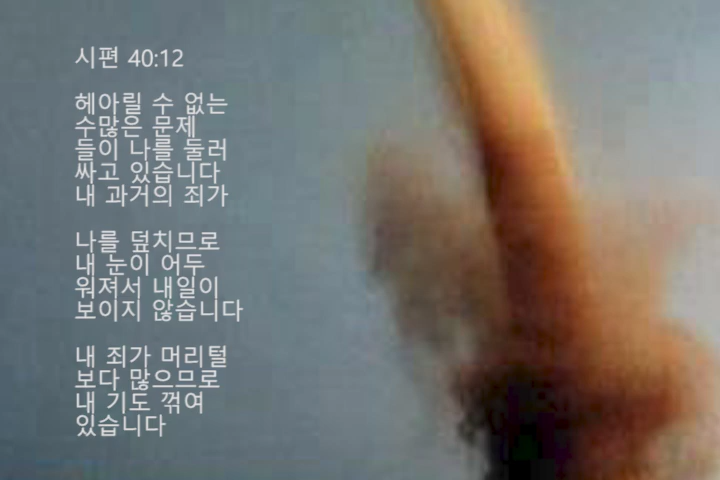 시편 40:12
헤아릴 수 없는
수많은 문제
들이 나를 둘러
싸고 있습니다
내 과거의 죄가
나를 덮치므로
내 눈이 어두
워져서 내일이
보이지 않습니다
내 죄가 머리털
보다 많으므로
내 기도 꺾여
있습니다